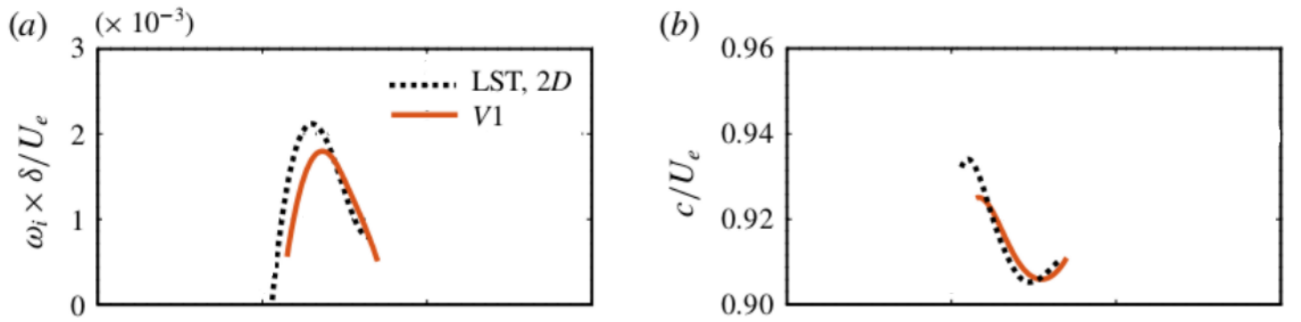 (a) (× 10⁻³)
3
2
1
0
ωᵢ × δ/Uₑ
LST, 2D
V1
(b)
0.96
0.94
0.92
0.90
c/Uₑ